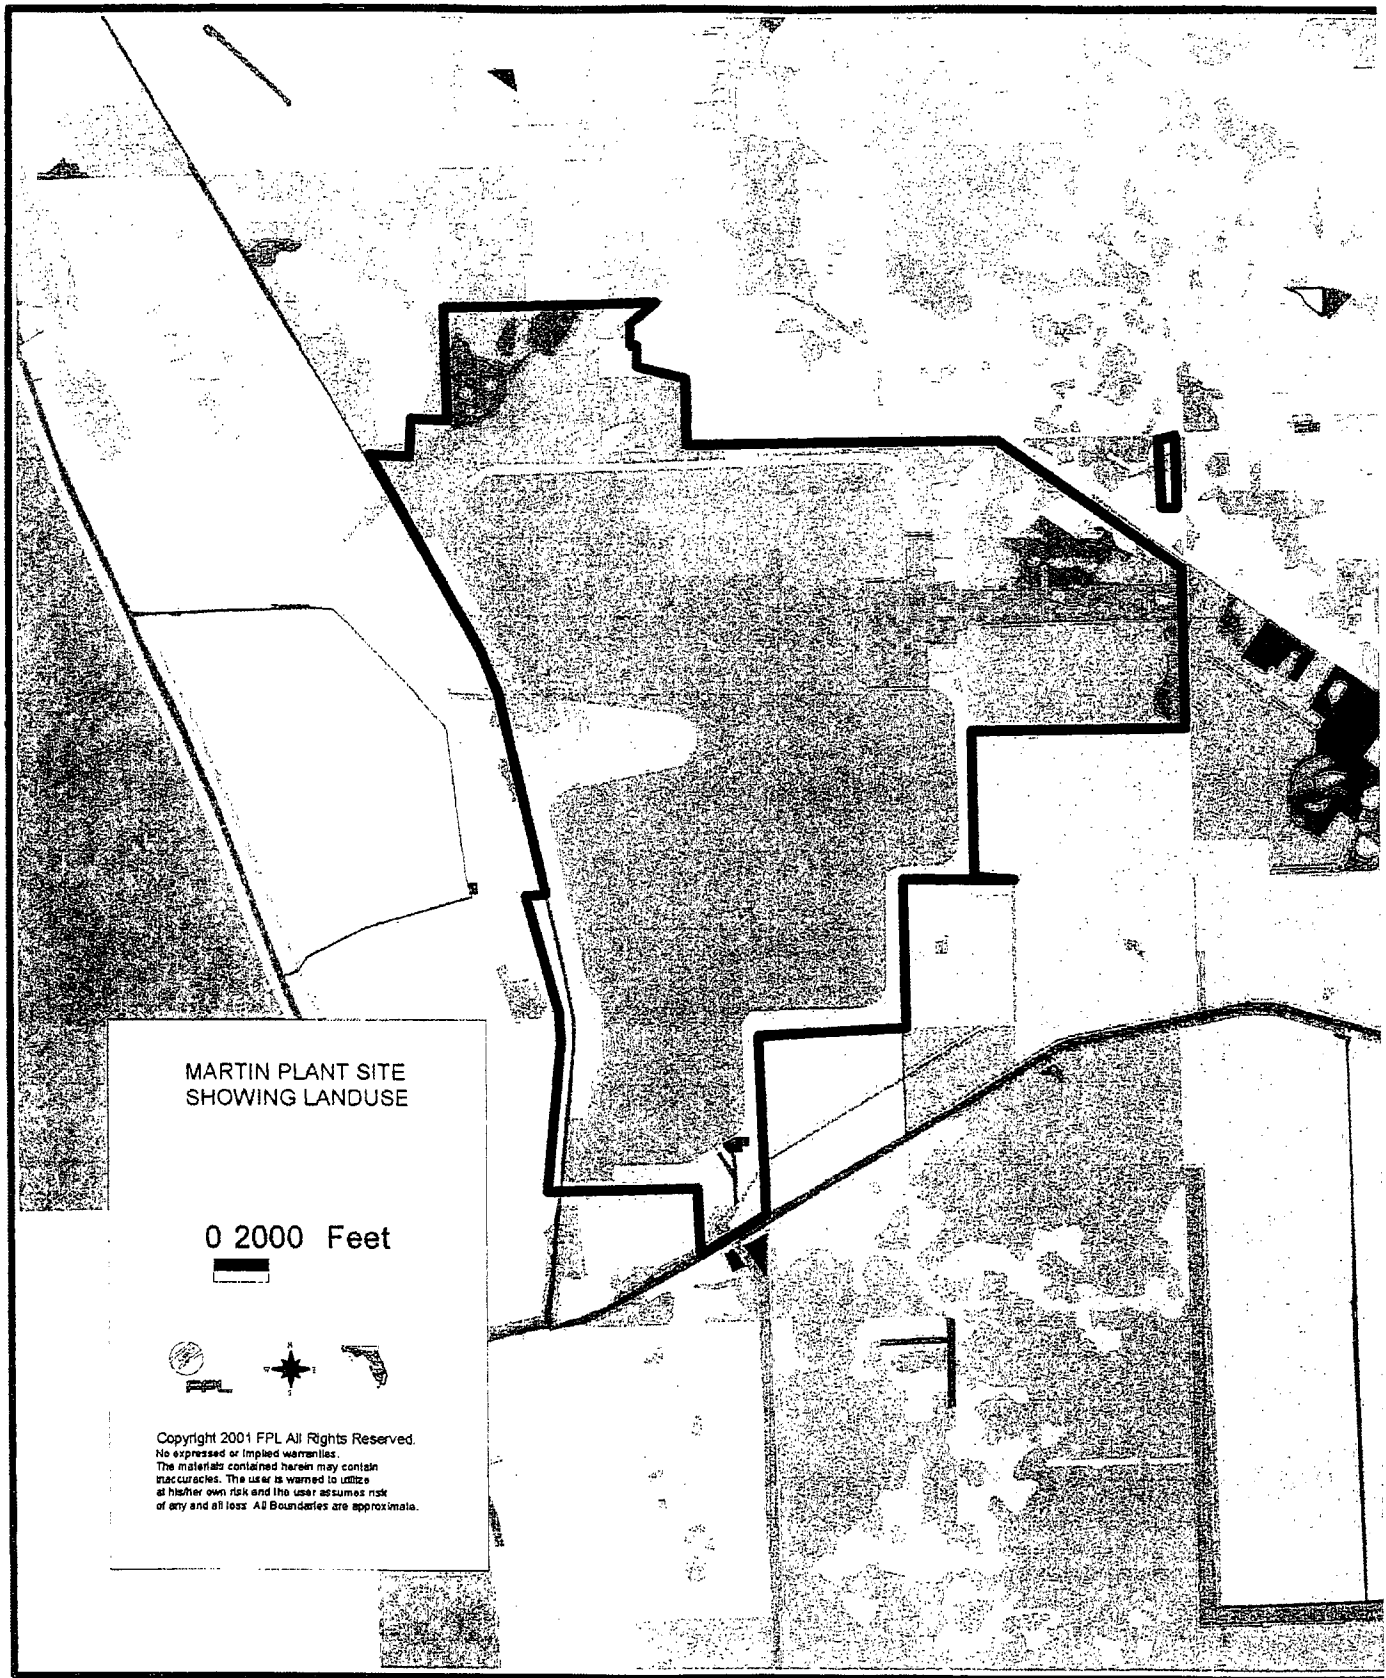 MARTIN PLANT SITE
SHOWING LANDUSE
0 2000 Feet
N
S
FPL
Copyright 2001 FPL All Rights Reserved.
No expressed or implied warranties.
The materials contained herein may contain
inaccuracies. The user is warned to utilize
at his/her own risk and the user assumes risk
of any and all loss All Boundaries are approximate.